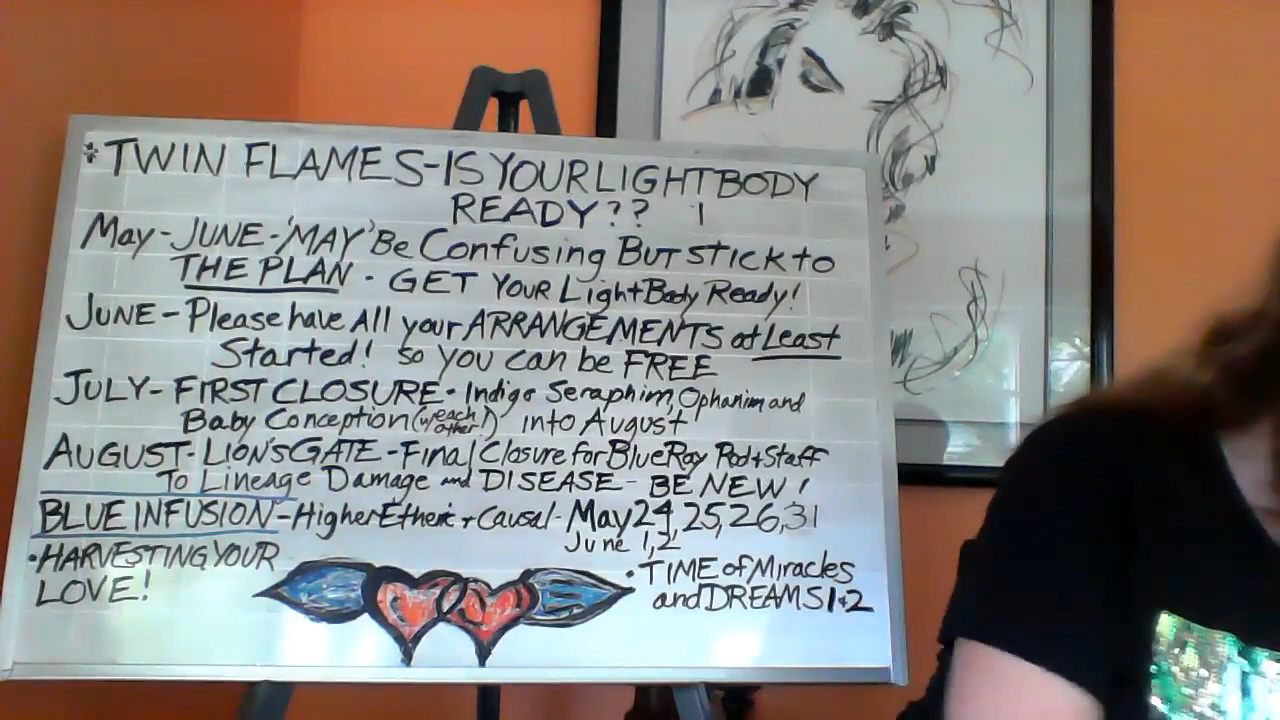 *TWIN FLAMES-IS YOUR LIGHT BODY
READY?? !
May-JUNE-'MAY' Be Confusing But STICK to
THE PLAN - GET YOUR LightBody Ready!
JUNE-Please have All your ARRANGEMENTS at Least
Started! so you can be FREE
JULY-FIRST CLOSURE-Indigo Seraphim, Ophanim and
Baby Conception (w/each other!) into August
AUGUST-LION'S GATE-Final Closure for Blue Ray Rod+Staff
To Lineage Damage and DISEASE-BE NEW!
BLUE INFUSION-Higher Etheric + Causal-May 24, 25, 26, 31
June 1, 2
•HARVESTING YOUR
LOVE!
•TIME of Miracles
and DREAMS 1+2